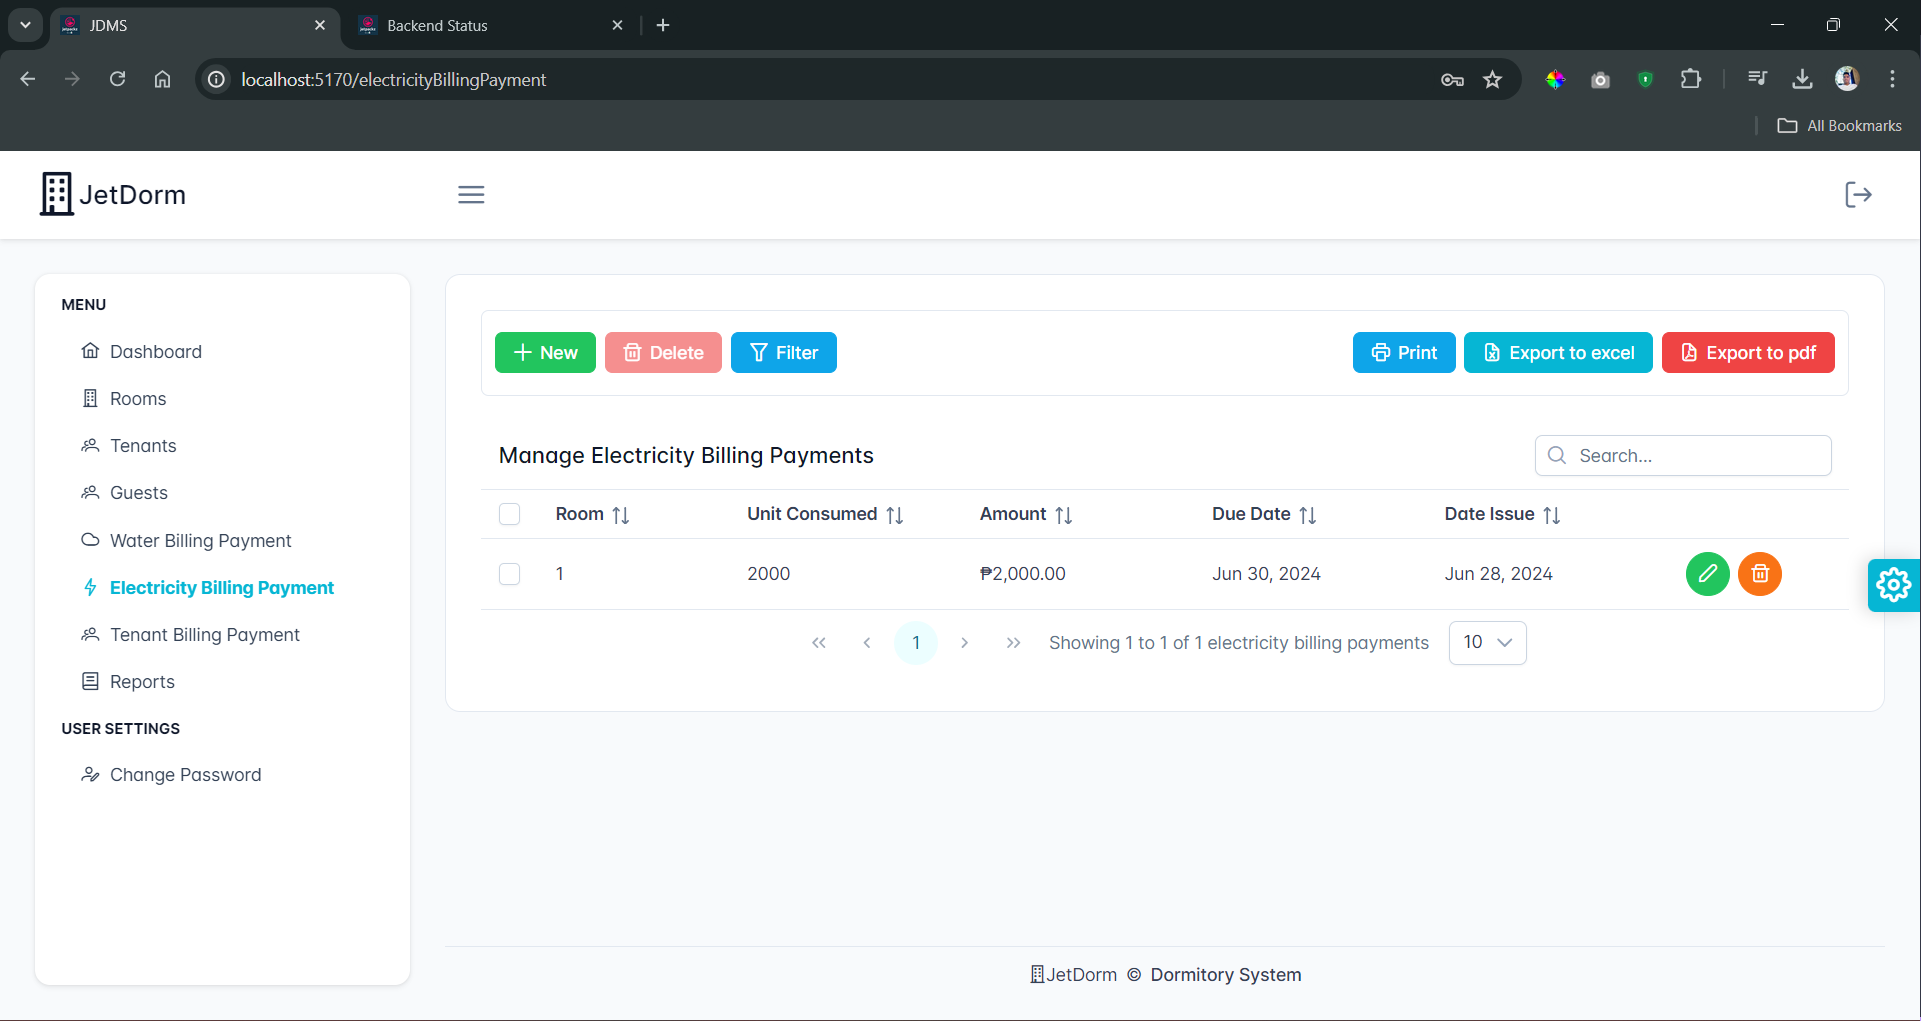 JDMS
Backend Status
localhost:5170/electricityBillingPayment
All Bookmarks
JetDorm
MENU
Dashboard
Rooms
Tenants
Guests
Water Billing Payment
Electricity Billing Payment
Tenant Billing Payment
Reports
USER SETTINGS
Change Password
New Delete Filter Print Export to excel Export to pdf
Manage Electricity Billing Payments
Search...
Room Unit Consumed Amount Due Date Date Issue
1 2000 ₱2,000.00 Jun 30, 2024 Jun 28, 2024
<< < 1 > >> Showing 1 to 1 of 1 electricity billing payments 10
JetDorm © Dormitory System